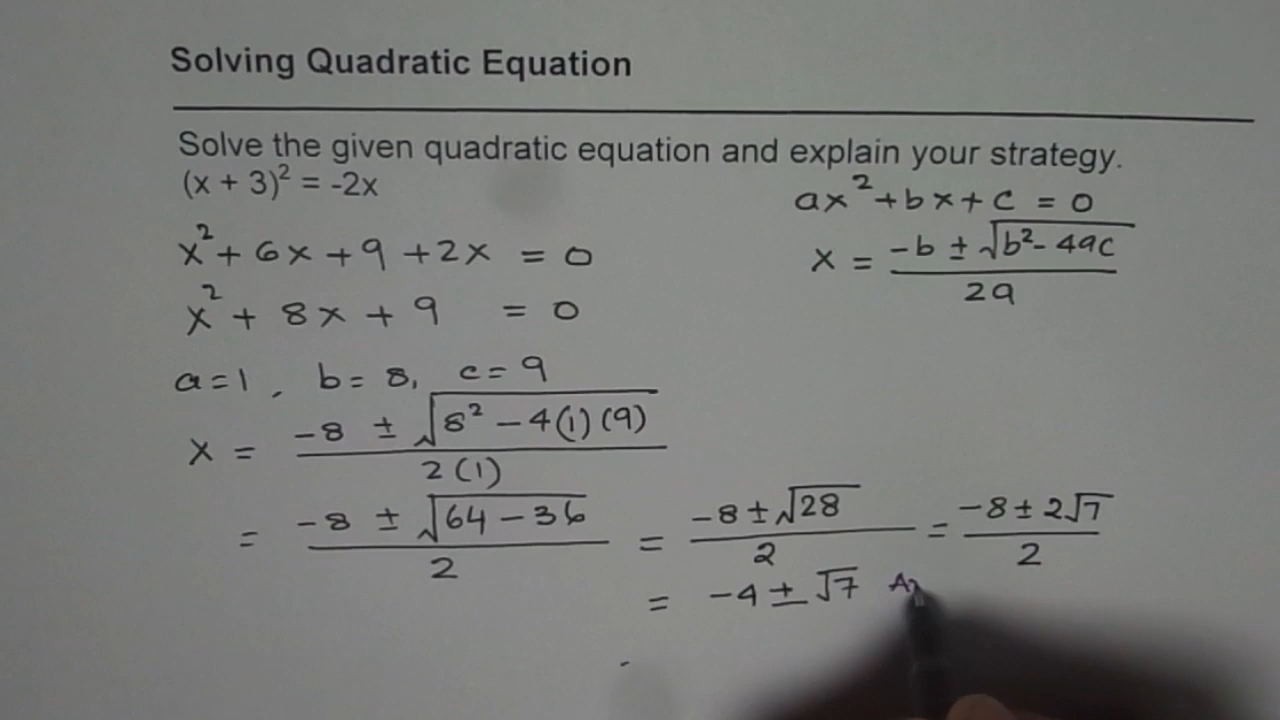 Solving Quadratic Equation
Solve the given quadratic equation and explain your strategy.
(x + 3)² = -2x
ax² + bx + c = 0
x = (-b ± √(b² - 4ac)) / 2a
x² + 6x + 9 + 2x = 0
x² + 8x + 9 = 0
a = 1, b = 8, c = 9
x = (-8 ± √(8² - 4(1)(9))) / 2(1)
= (-8 ± √(64 - 36)) / 2 = (-8 ± √28) / 2 = (-8 ± 2√7) / 2
= -4 ± √7